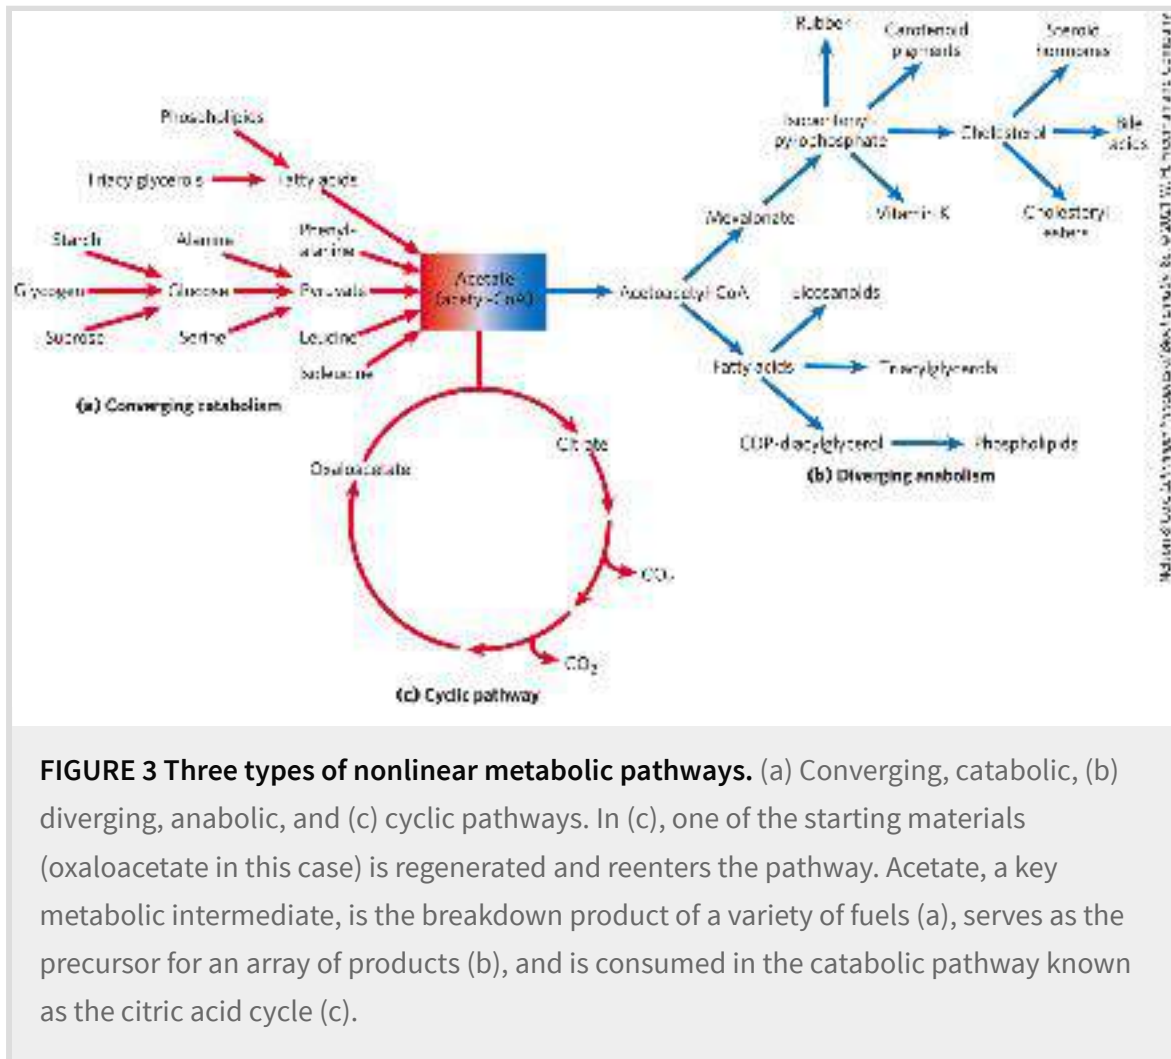 Rubber
Carotenoid
pigments
Steroid
hormones
Phospholipids
Isopentenyl-
pyrophosphate
Cholesterol
Bile
acids
Triacylglycerols
Fatty acids
Mevalonate
Vitamin K
Cholesteryl
esters
Starch
Alanine
Phenyl-
alanine
Acetate
(acetyl-CoA)
Glycogen
Glucose
Pyruvate
Acetoacetyl-CoA
Eicosanoids
Sucrose
Serine
Leucine
Isoleucine
Fatty acids
Triacylglycerols
(a) Converging catabolism
CDP-diacylglycerol
Phospholipids
(b) Diverging anabolism
Oxaloacetate
Citrate
CO₂
CO₂
(c) Cyclic pathway
FIGURE 3 Three types of nonlinear metabolic pathways. (a) Converging, catabolic, (b)
diverging, anabolic, and (c) cyclic pathways. In (c), one of the starting materials
(oxaloacetate in this case) is regenerated and reenters the pathway. Acetate, a key
metabolic intermediate, is the breakdown product of a variety of fuels (a), serves as the
precursor for an array of products (b), and is consumed in the catabolic pathway known
as the citric acid cycle (c).